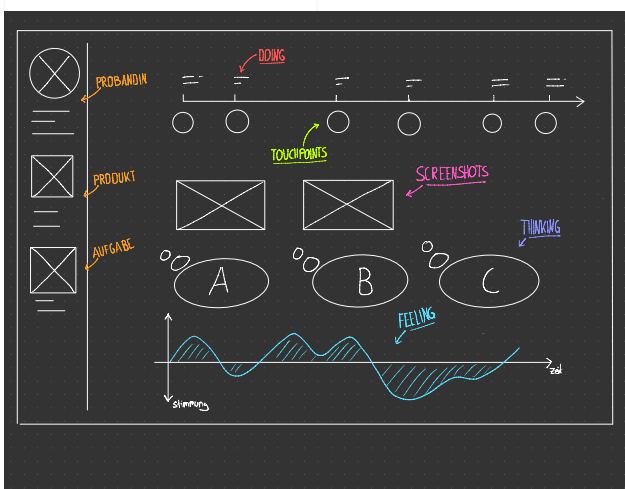 DOING
PROBANDIN
TOUCHPOINTS
PRODUKT
SCREENSHOTS
THINKING
AUFGABE
A
B
C
FEELING
Zeit
Stimmung